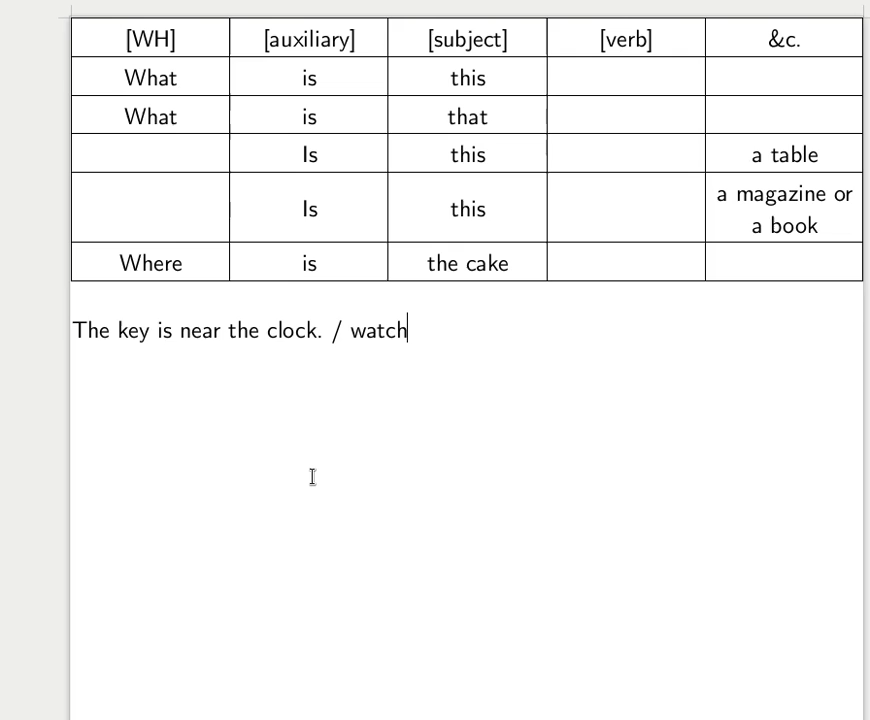 [WH] [auxiliary] [subject] [verb] &c.
What is this
What is that
Is this a table
Is this a magazine or
a book
Where is the cake
The key is near the clock. / watch